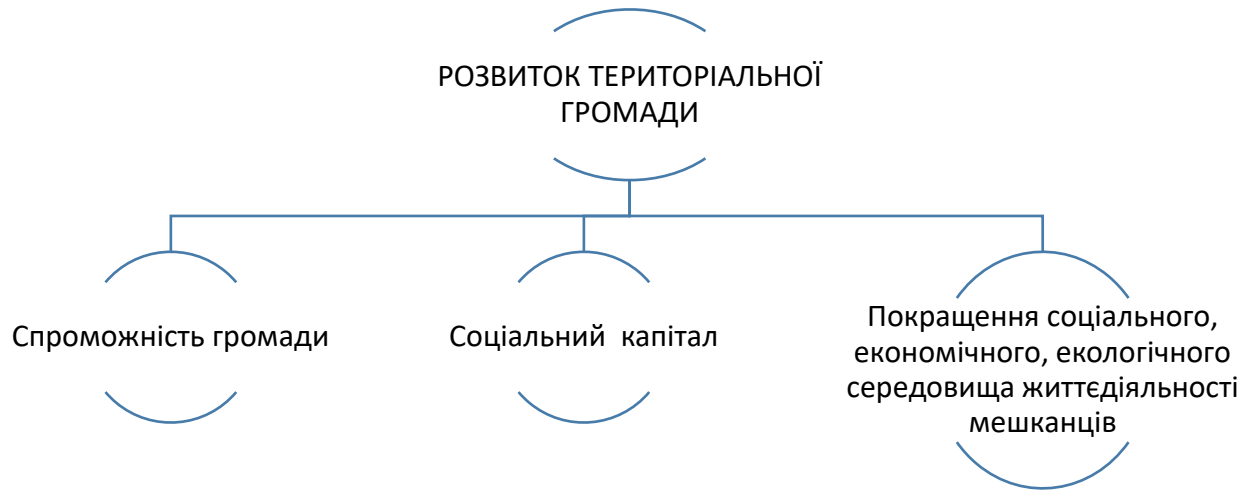 РОЗВИТОК ТЕРИТОРІАЛЬНОЇ
ГРОМАДИ
Спроможність громади
Соціальний капітал
Покращення соціального,
економічного, екологічного
середовища життєдіяльності
мешканців